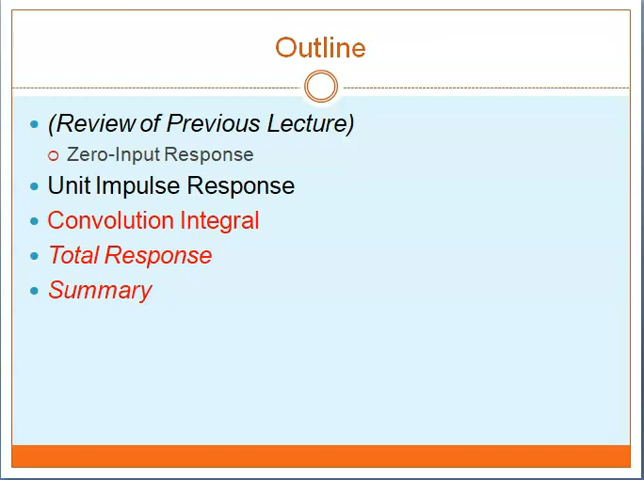 Outline
(Review of Previous Lecture)
Zero-Input Response
Unit Impulse Response
Convolution Integral
Total Response
Summary